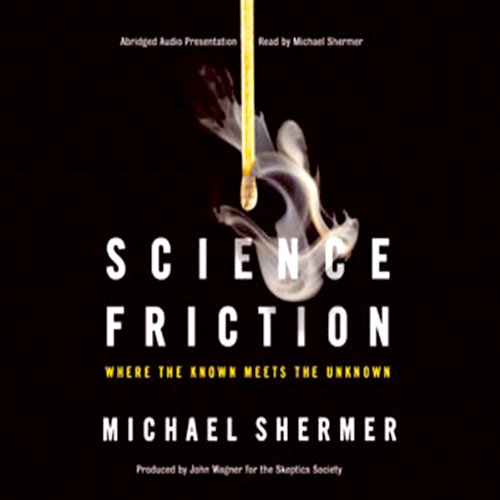 Abridged Audio Presentation Read by Michael Shermer
SCIENCE
FRICTION
WHERE THE KNOWN MEETS THE UNKNOWN
MICHAEL SHERMER
Produced by John Wagner for the Skeptics Society